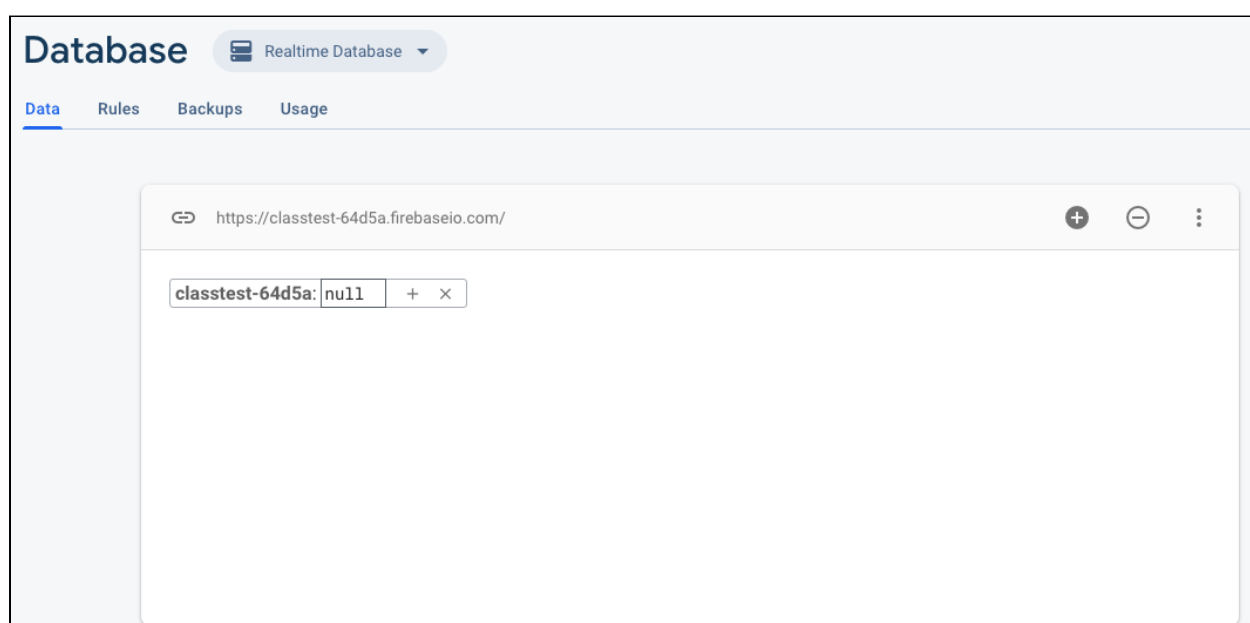 Database Realtime Database
Data Rules Backups Usage
https://classtest-64d5a.firebaseio.com/
classtest-64d5a: null + ×